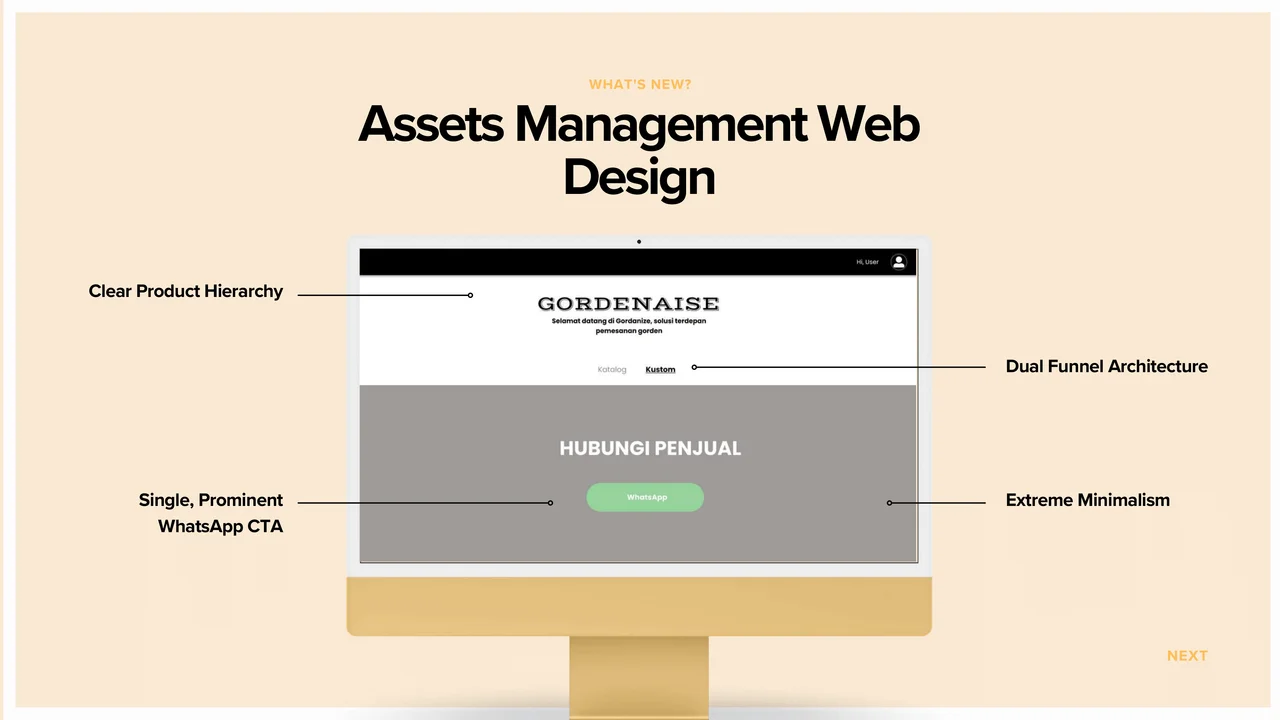 WHAT'S NEW?
Assets Management Web
Design
Clear Product Hierarchy
Hi, User
GORDENAISE
Selamat datang di Gordanize, solusi terdepan
pemesanan gorden
Katalog Kustom
Dual Funnel Architecture
HUBUNGI PENJUAL
WhatsApp
Single, Prominent
WhatsApp CTA
Extreme Minimalism
NEXT